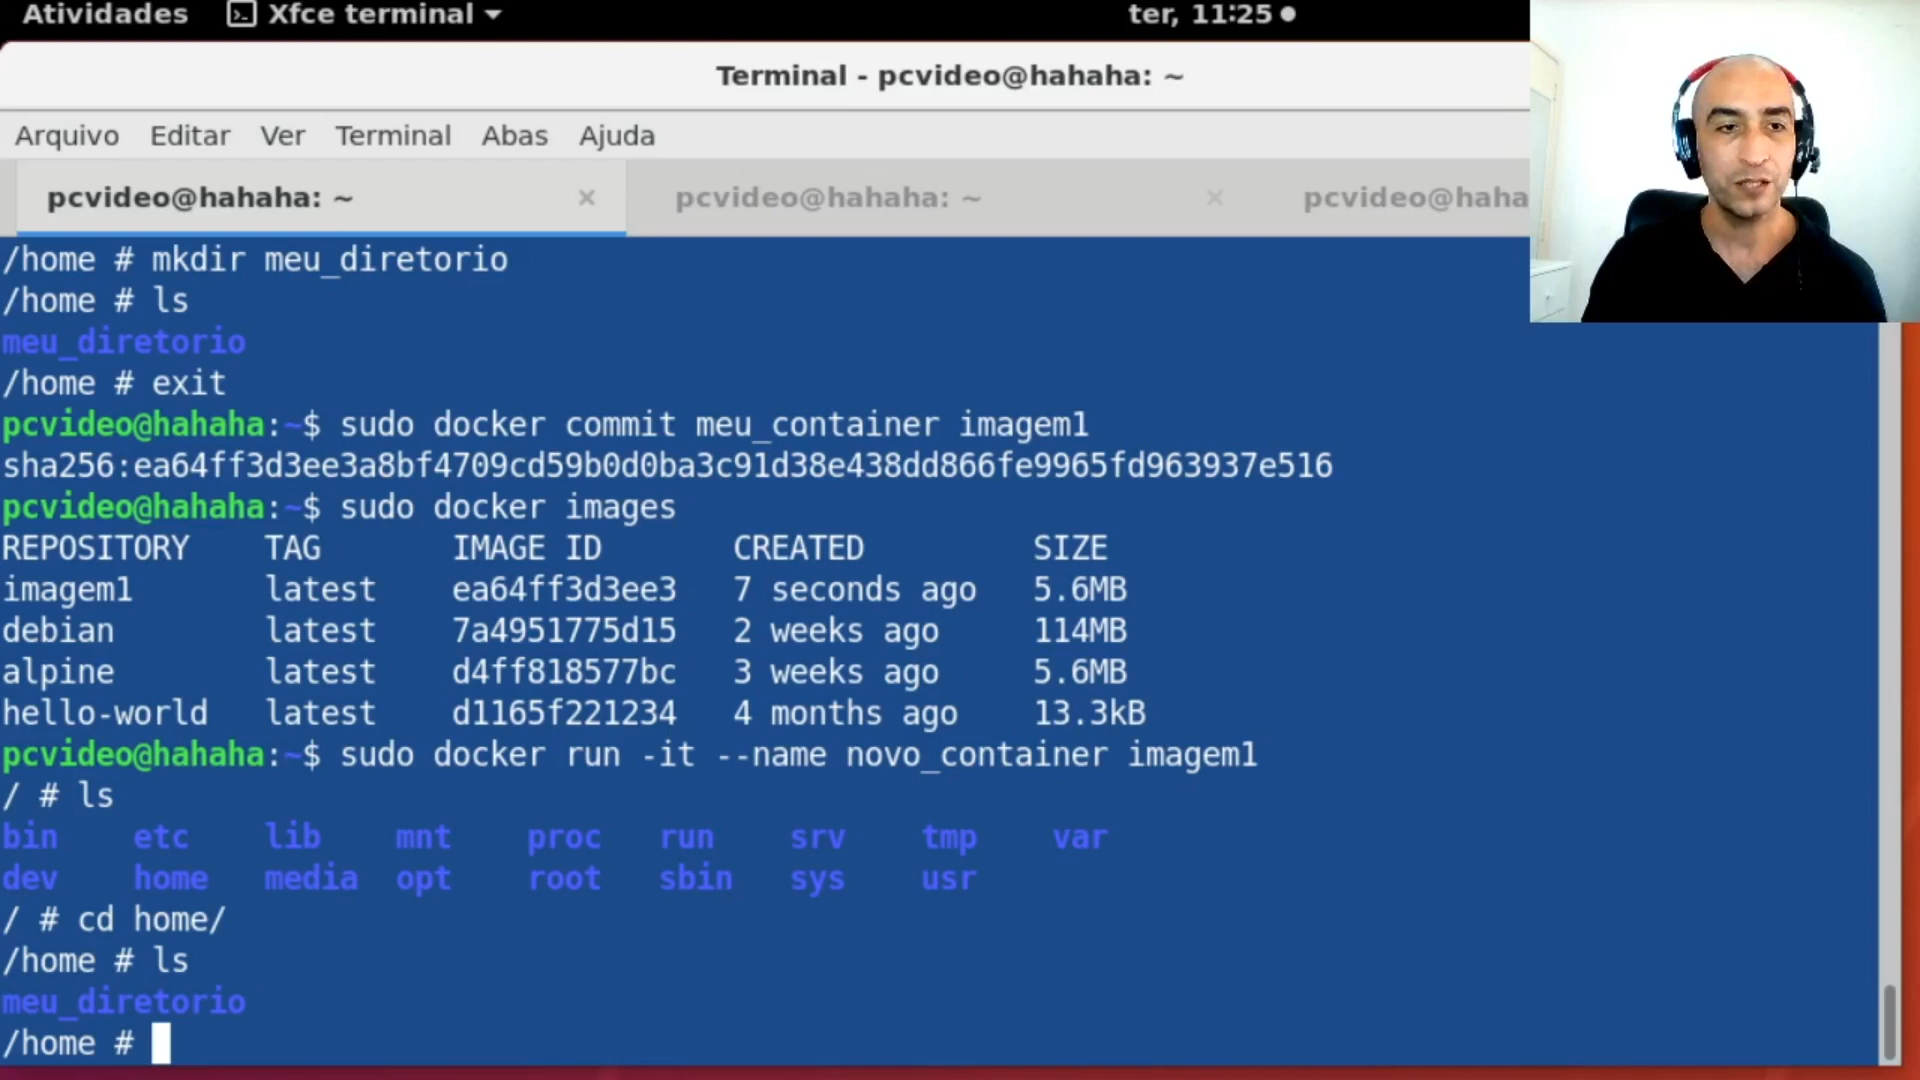 Atividades Xfce terminal ter, 11:25
Terminal - pcvideo@hahaha: ~
Arquivo Editar Ver Terminal Abas Ajuda
pcvideo@hahaha: ~ × pcvideo@hahaha: ~ × pcvideo@haha
/home # mkdir meu_diretorio
/home # ls
meu_diretorio
/home # exit
pcvideo@hahaha:~$ sudo docker commit meu_container imagem1
sha256:ea64ff3d3ee3a8bf4709cd59b0d0ba3c91d38e438dd866fe9965fd963937e516
pcvideo@hahaha:~$ sudo docker images
REPOSITORY TAG IMAGE ID CREATED SIZE
imagem1 latest ea64ff3d3ee3 7 seconds ago 5.6MB
debian latest 7a4951775d15 2 weeks ago 114MB
alpine latest d4ff818577bc 3 weeks ago 5.6MB
hello-world latest d1165f221234 4 months ago 13.3kB
pcvideo@hahaha:~$ sudo docker run -it --name novo_container imagem1
/ # ls
bin etc lib mnt proc run srv tmp var
dev home media opt root sbin sys usr
/ # cd home/
/home # ls
meu_diretorio
/home #